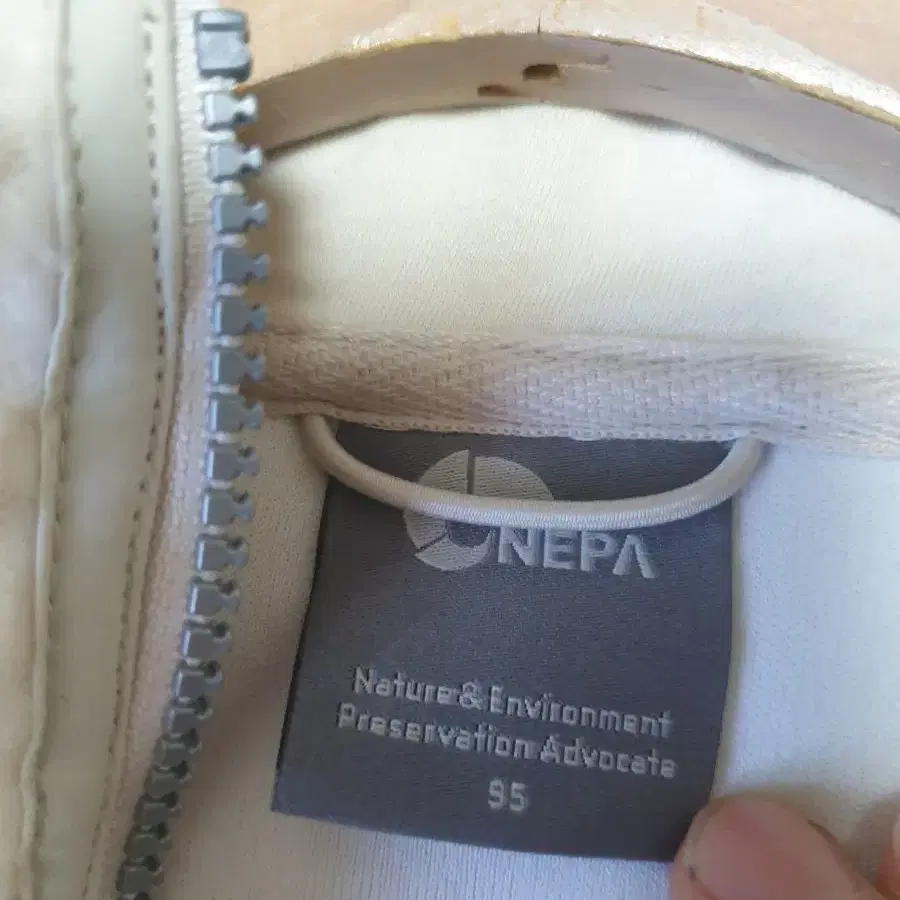 NEPA
Nature & Environment
Preservation Advocate
95